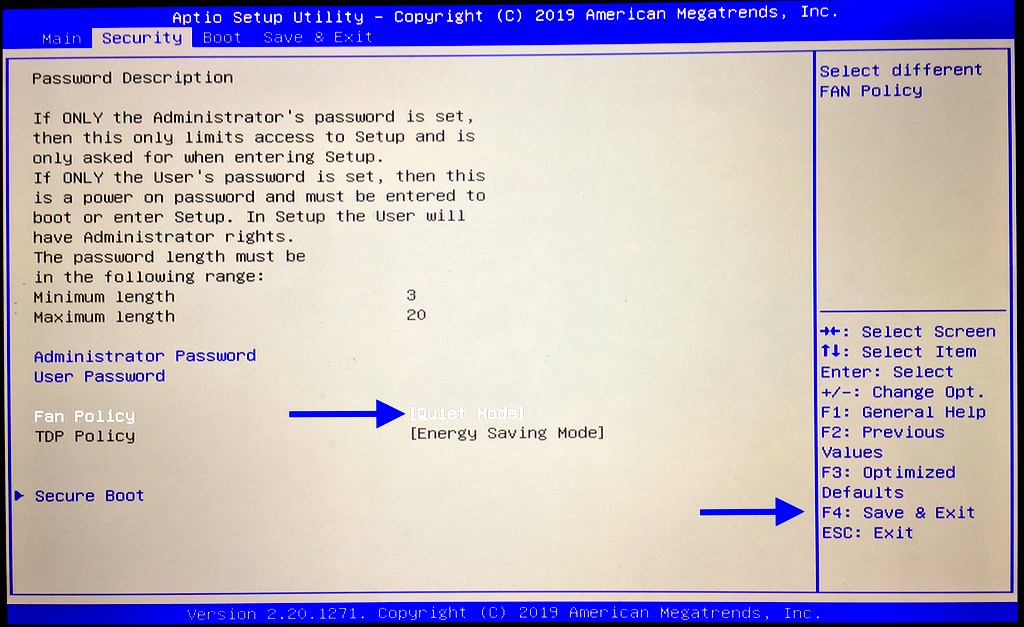 Aptio Setup Utility – Copyright (C) 2019 American Megatrends, Inc.
Main Security Boot Save & Exit
Password Description
If ONLY the Administrator's password is set,
then this only limits access to Setup and is
only asked for when entering Setup.
If ONLY the User's password is set, then this
is a power on password and must be entered to
boot or enter Setup. In Setup the User will
have Administrator rights.
The password length must be
in the following range:
Minimum length 3
Maximum length 20
Administrator Password
User Password
Fan Policy [Quiet Mode]
TDP Policy [Energy Saving Mode]
Secure Boot
Select different
FAN Policy
→←: Select Screen
↑↓: Select Item
Enter: Select
+/-: Change Opt.
F1: General Help
F2: Previous
Values
F3: Optimized
Defaults
F4: Save & Exit
ESC: Exit
Version 2.20.1271. Copyright (C) 2019 American Megatrends, Inc.